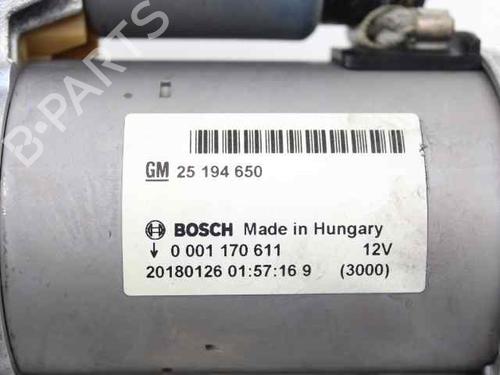 GM 25 194 650
BOSCH Made in Hungary
0 001 170 611 12V
20180126 01:57:16 9 (3000)
B-PARTS